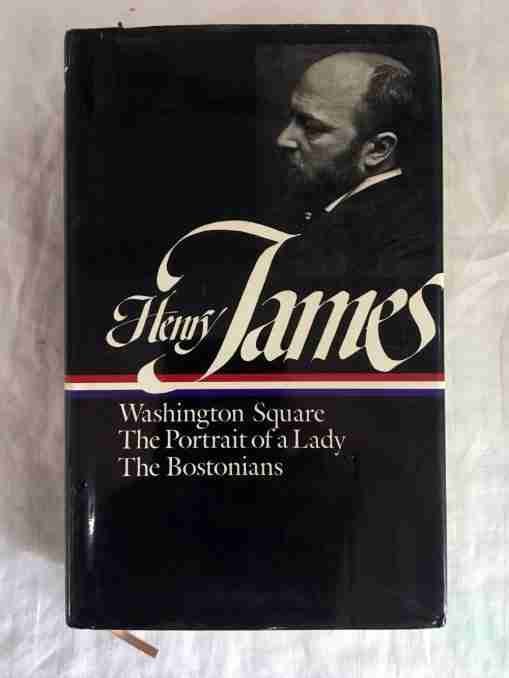 Henry James
Washington Square
The Portrait of a Lady
The Bostonians